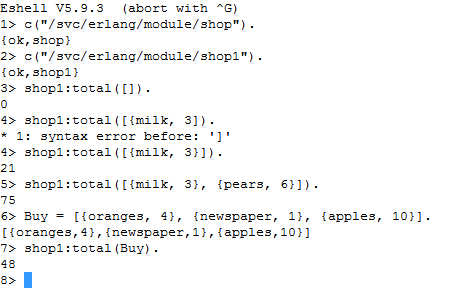 Eshell V5.9.3  (abort with ^G)
1> c("/svc/erlang/module/shop").
{ok,shop}
2> c("/svc/erlang/module/shop1").
{ok,shop1}
3> shop1:total([]).
0
4> shop1:total([{milk, 3]).
* 1: syntax error before: ']'
4> shop1:total([{milk, 3}]).
21
5> shop1:total([{milk, 3}, {pears, 6}]).
75
6> Buy = [{oranges, 4}, {newspaper, 1}, {apples, 10}].
[{oranges,4},{newspaper,1},{apples,10}]
7> shop1:total(Buy).
48
8>